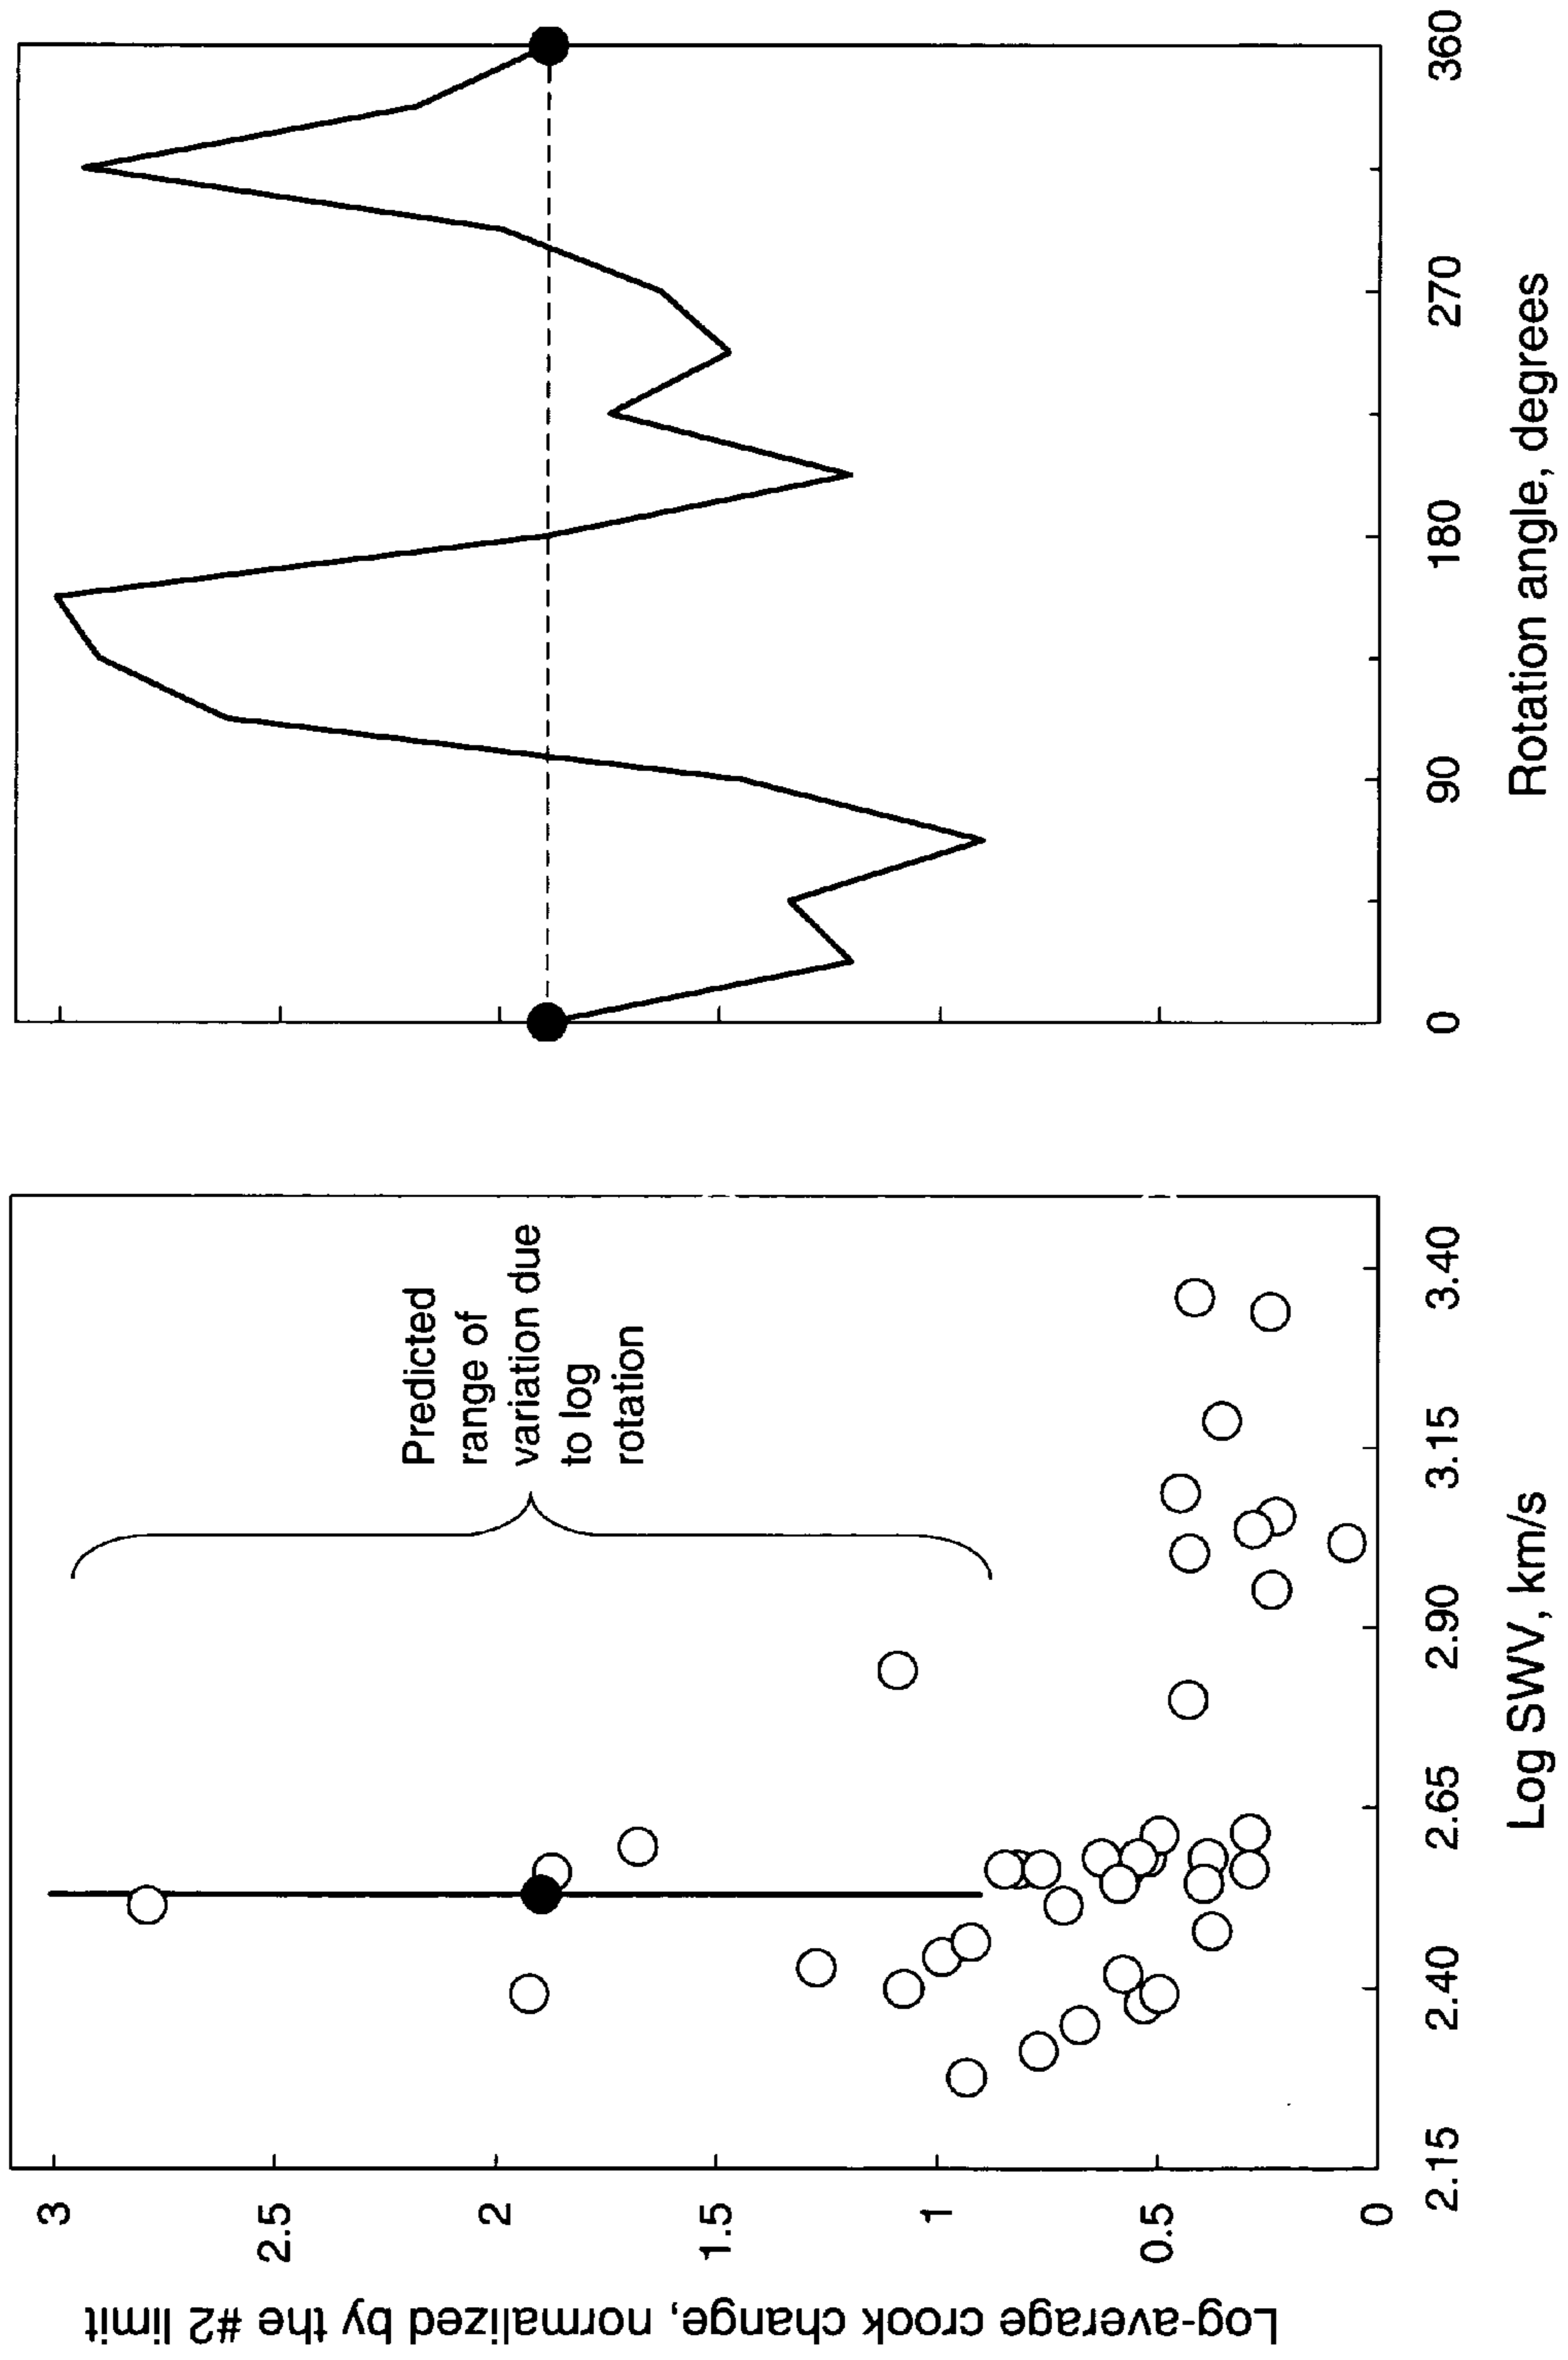 Log-average crook change, normalized by the #2 limit
3
2.5
2
1.5
1
0.5
0
2.15
2.40
2.65
2.90
3.15
3.40
Log SWV, km/s
Predicted
range of
variation due
to log
rotation
0
90
180
270
360
Rotation angle, degrees